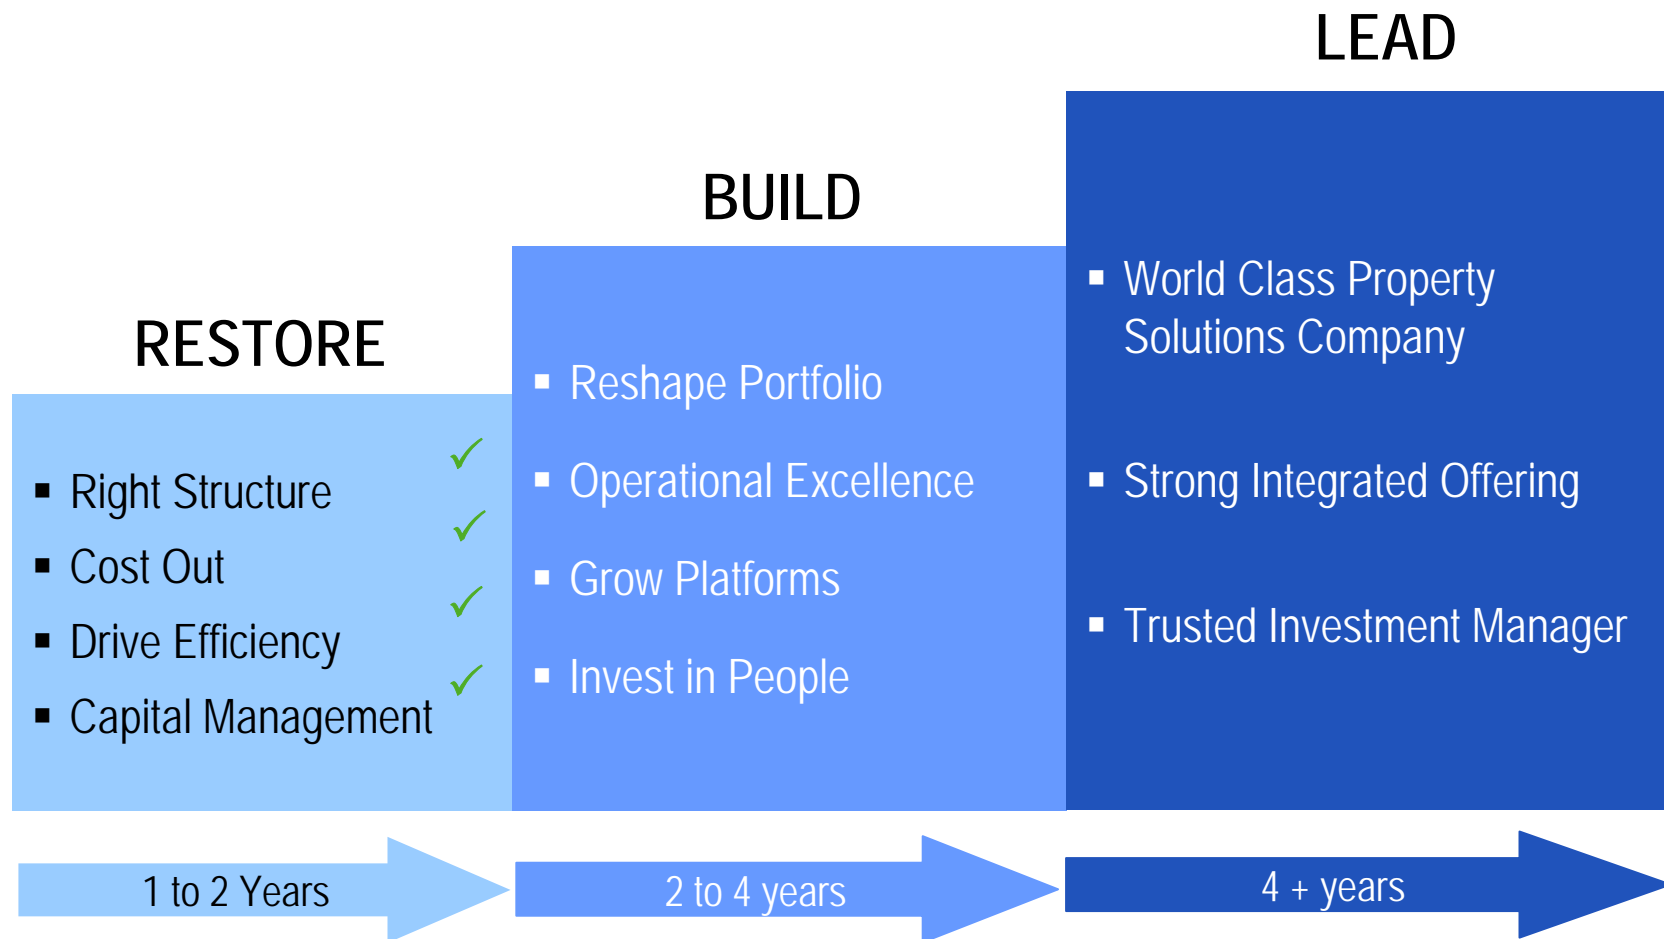 LEAD
BUILD
RESTORE
▪ World Class Property
Solutions Company
▪ Strong Integrated Offering
▪ Trusted Investment Manager
▪ Reshape Portfolio
▪ Operational Excellence
▪ Grow Platforms
▪ Invest in People
▪ Right Structure ✓
▪ Cost Out ✓
▪ Drive Efficiency ✓
▪ Capital Management ✓
1 to 2 Years
2 to 4 years
4 + years